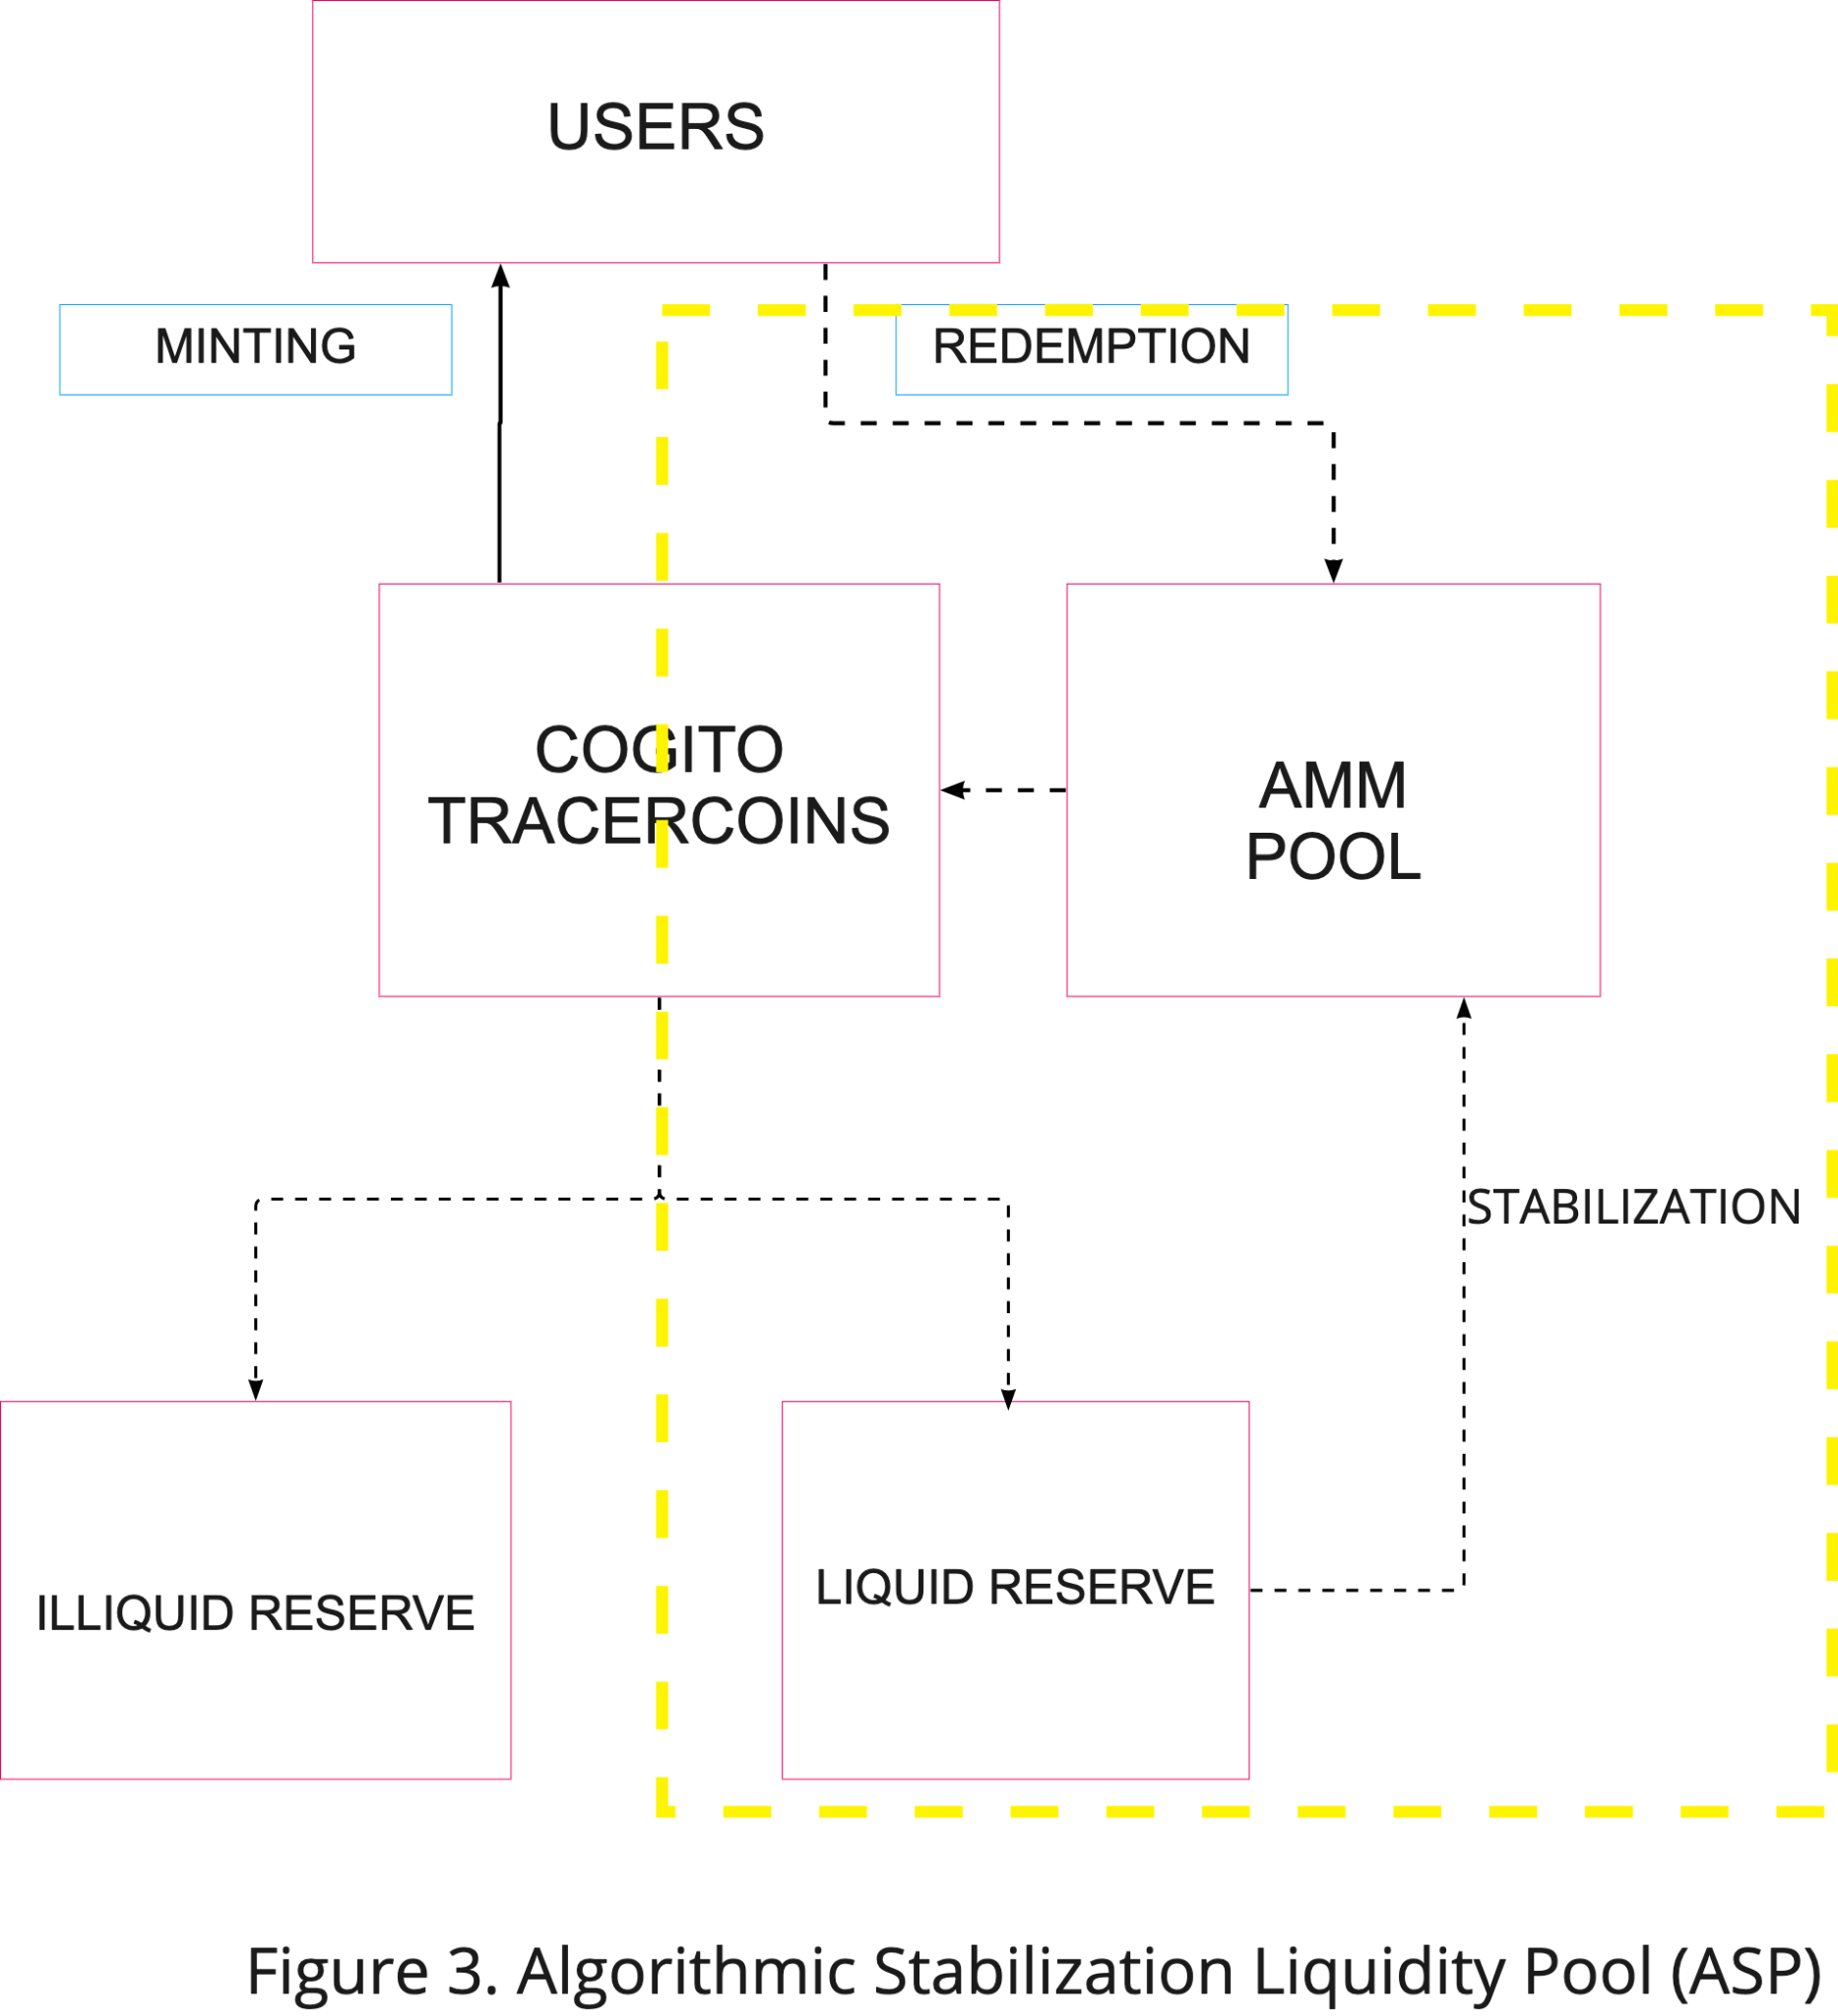 USERS
MINTING
REDEMPTION
COGITO
TRACERCOINS
AMM
POOL
STABILIZATION
ILLIQUID RESERVE
LIQUID RESERVE
Figure 3. Algorithmic Stabilization Liquidity Pool (ASP)